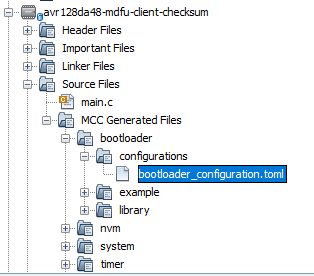 avr128da48-mdfu-client-checksum
Header Files
Important Files
Linker Files
Source Files
main.c
MCC Generated Files
bootloader
configurations
bootloader_configuration.toml
example
library
nvm
system
timer